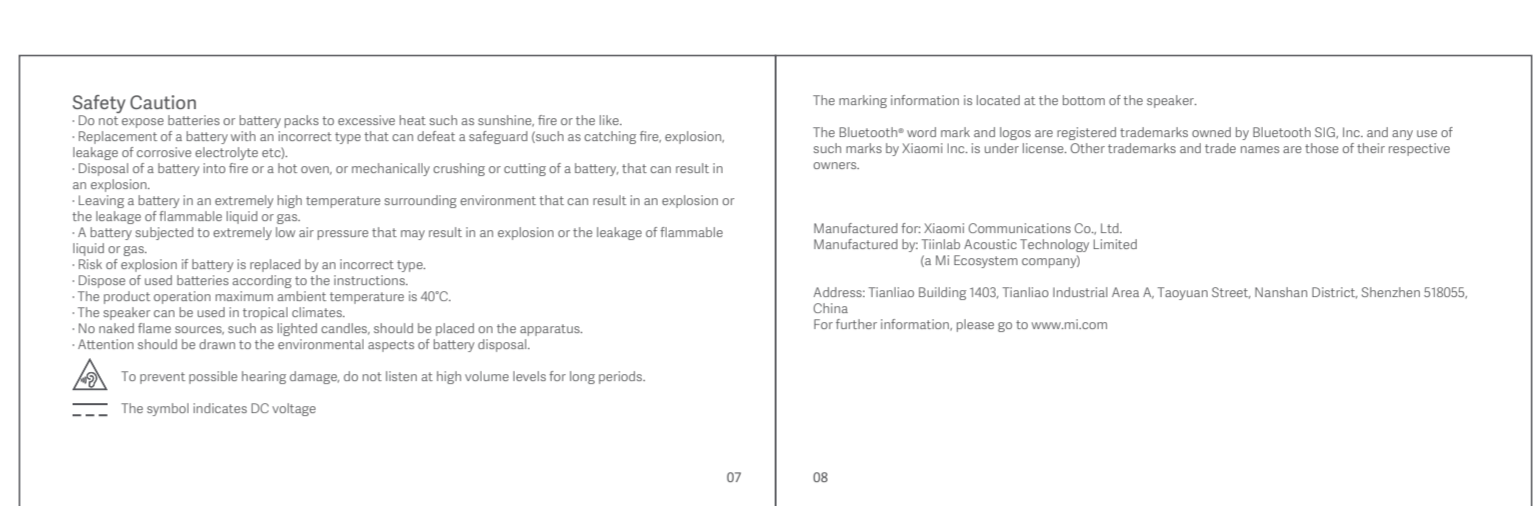 Safety Caution
· Do not expose batteries or battery packs to excessive heat such as sunshine, fire or the like.
· Replacement of a battery with an incorrect type that can defeat a safeguard (such as catching fire, explosion,
leakage of corrosive electrolyte etc).
· Disposal of a battery into fire or a hot oven, or mechanically crushing or cutting of a battery, that can result in
an explosion.
· Leaving a battery in an extremely high temperature surrounding environment that can result in an explosion or
the leakage of flammable liquid or gas.
· A battery subjected to extremely low air pressure that may result in an explosion or the leakage of flammable
liquid or gas.
· Risk of explosion if battery is replaced by an incorrect type.
· Dispose of used batteries according to the instructions.
· The product operation maximum ambient temperature is 40°C.
· The speaker can be used in tropical climates.
· No naked flame sources, such as lighted candles, should be placed on the apparatus.
· Attention should be drawn to the environmental aspects of battery disposal.
To prevent possible hearing damage, do not listen at high volume levels for long periods.
The symbol indicates DC voltage
07
The marking information is located at the bottom of the speaker.
The Bluetooth® word mark and logos are registered trademarks owned by Bluetooth SIG, Inc. and any use of
such marks by Xiaomi Inc. is under license. Other trademarks and trade names are those of their respective
owners.
Manufactured for: Xiaomi Communications Co., Ltd.
Manufactured by: Tiinlab Acoustic Technology Limited
(a Mi Ecosystem company)
Address: Tianliao Building 1403, Tianliao Industrial Area A, Taoyuan Street, Nanshan District, Shenzhen 518055,
China
For further information, please go to www.mi.com
08